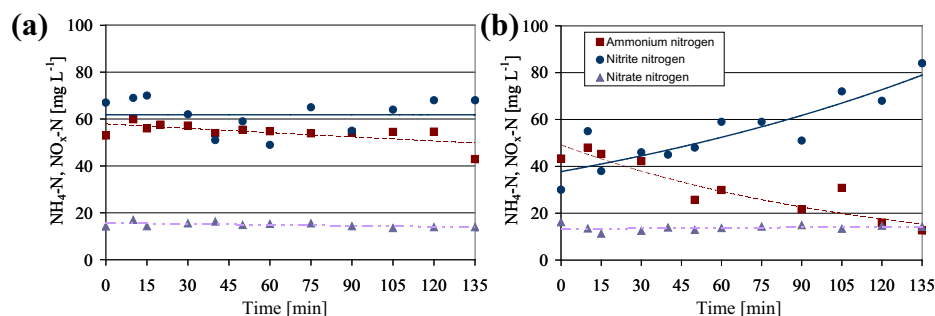 (a)
NH₄-N, NOₓ-N [mg L⁻¹]
100
80
60
40
20
0
0 15 30 45 60 75 90 105 120 135
Time [min]
(b)
NH₄-N, NOₓ-N [mg L⁻¹]
100
80
60
40
20
0
Ammonium nitrogen
Nitrite nitrogen
Nitrate nitrogen
0 15 30 45 60 75 90 105 120 135
Time [min]